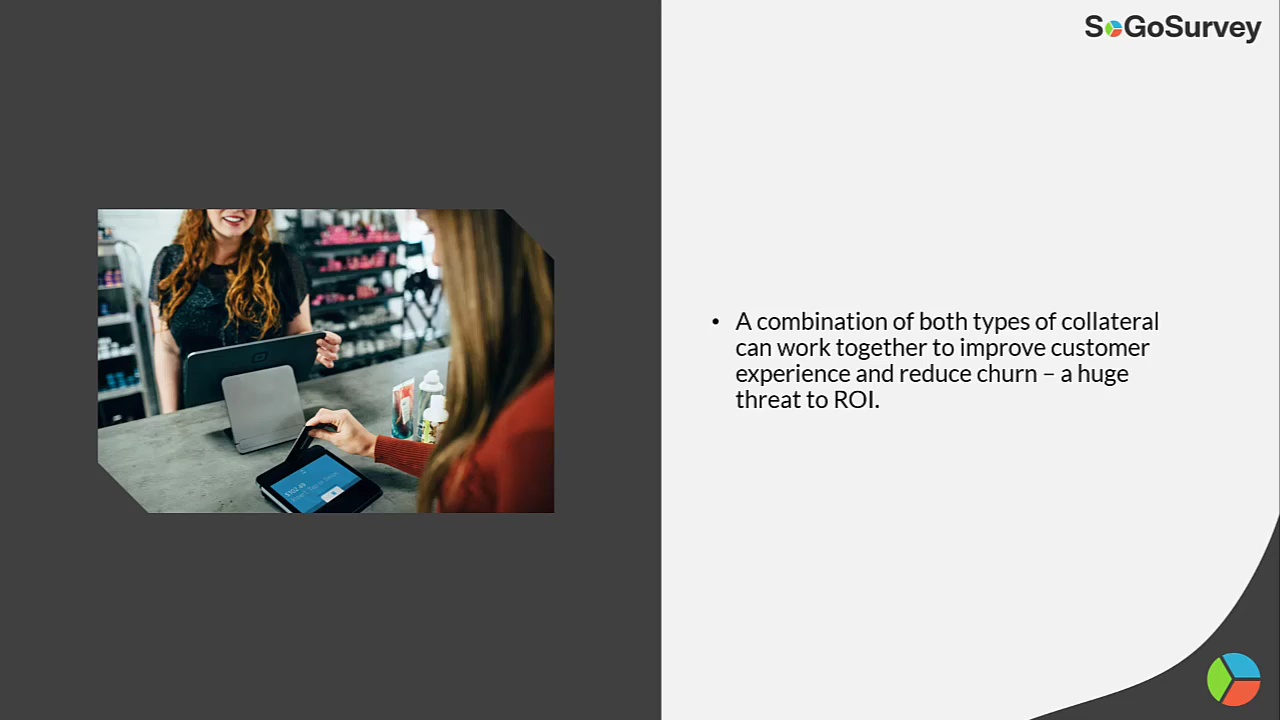 SoGoSurvey
• A combination of both types of collateral
can work together to improve customer
experience and reduce churn – a huge
threat to ROI.